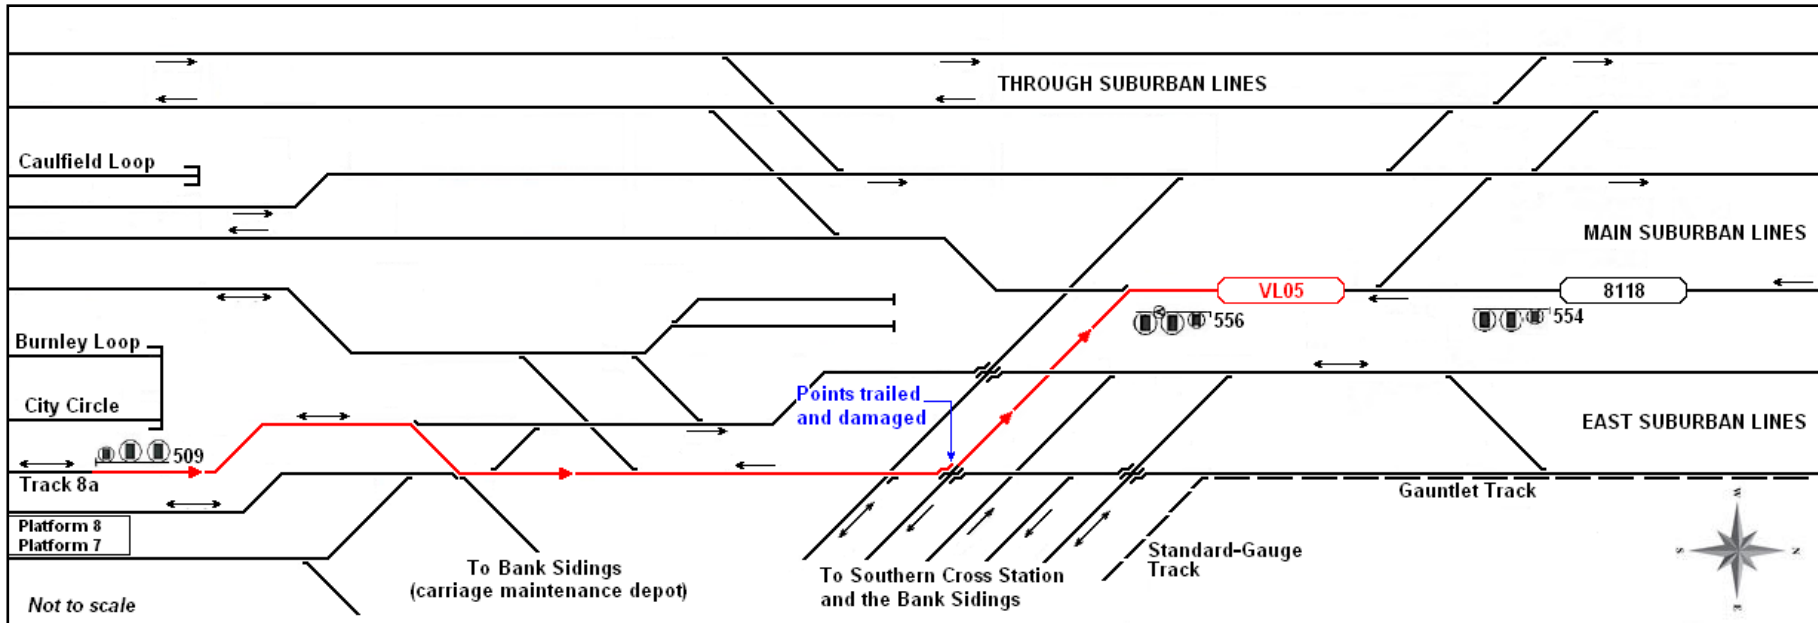 THROUGH SUBURBAN LINES
Caulfield Loop
MAIN SUBURBAN LINES
VL05
8118
556
554
Burnley Loop
City Circle
Points trailed
and damaged
EAST SUBURBAN LINES
509
Track 8a
Gauntlet Track
Platform 8
Platform 7
To Bank Sidings
(carriage maintenance depot)
To Southern Cross Station
and the Bank Sidings
Standard-Gauge
Track
W
S
N
E
Not to scale